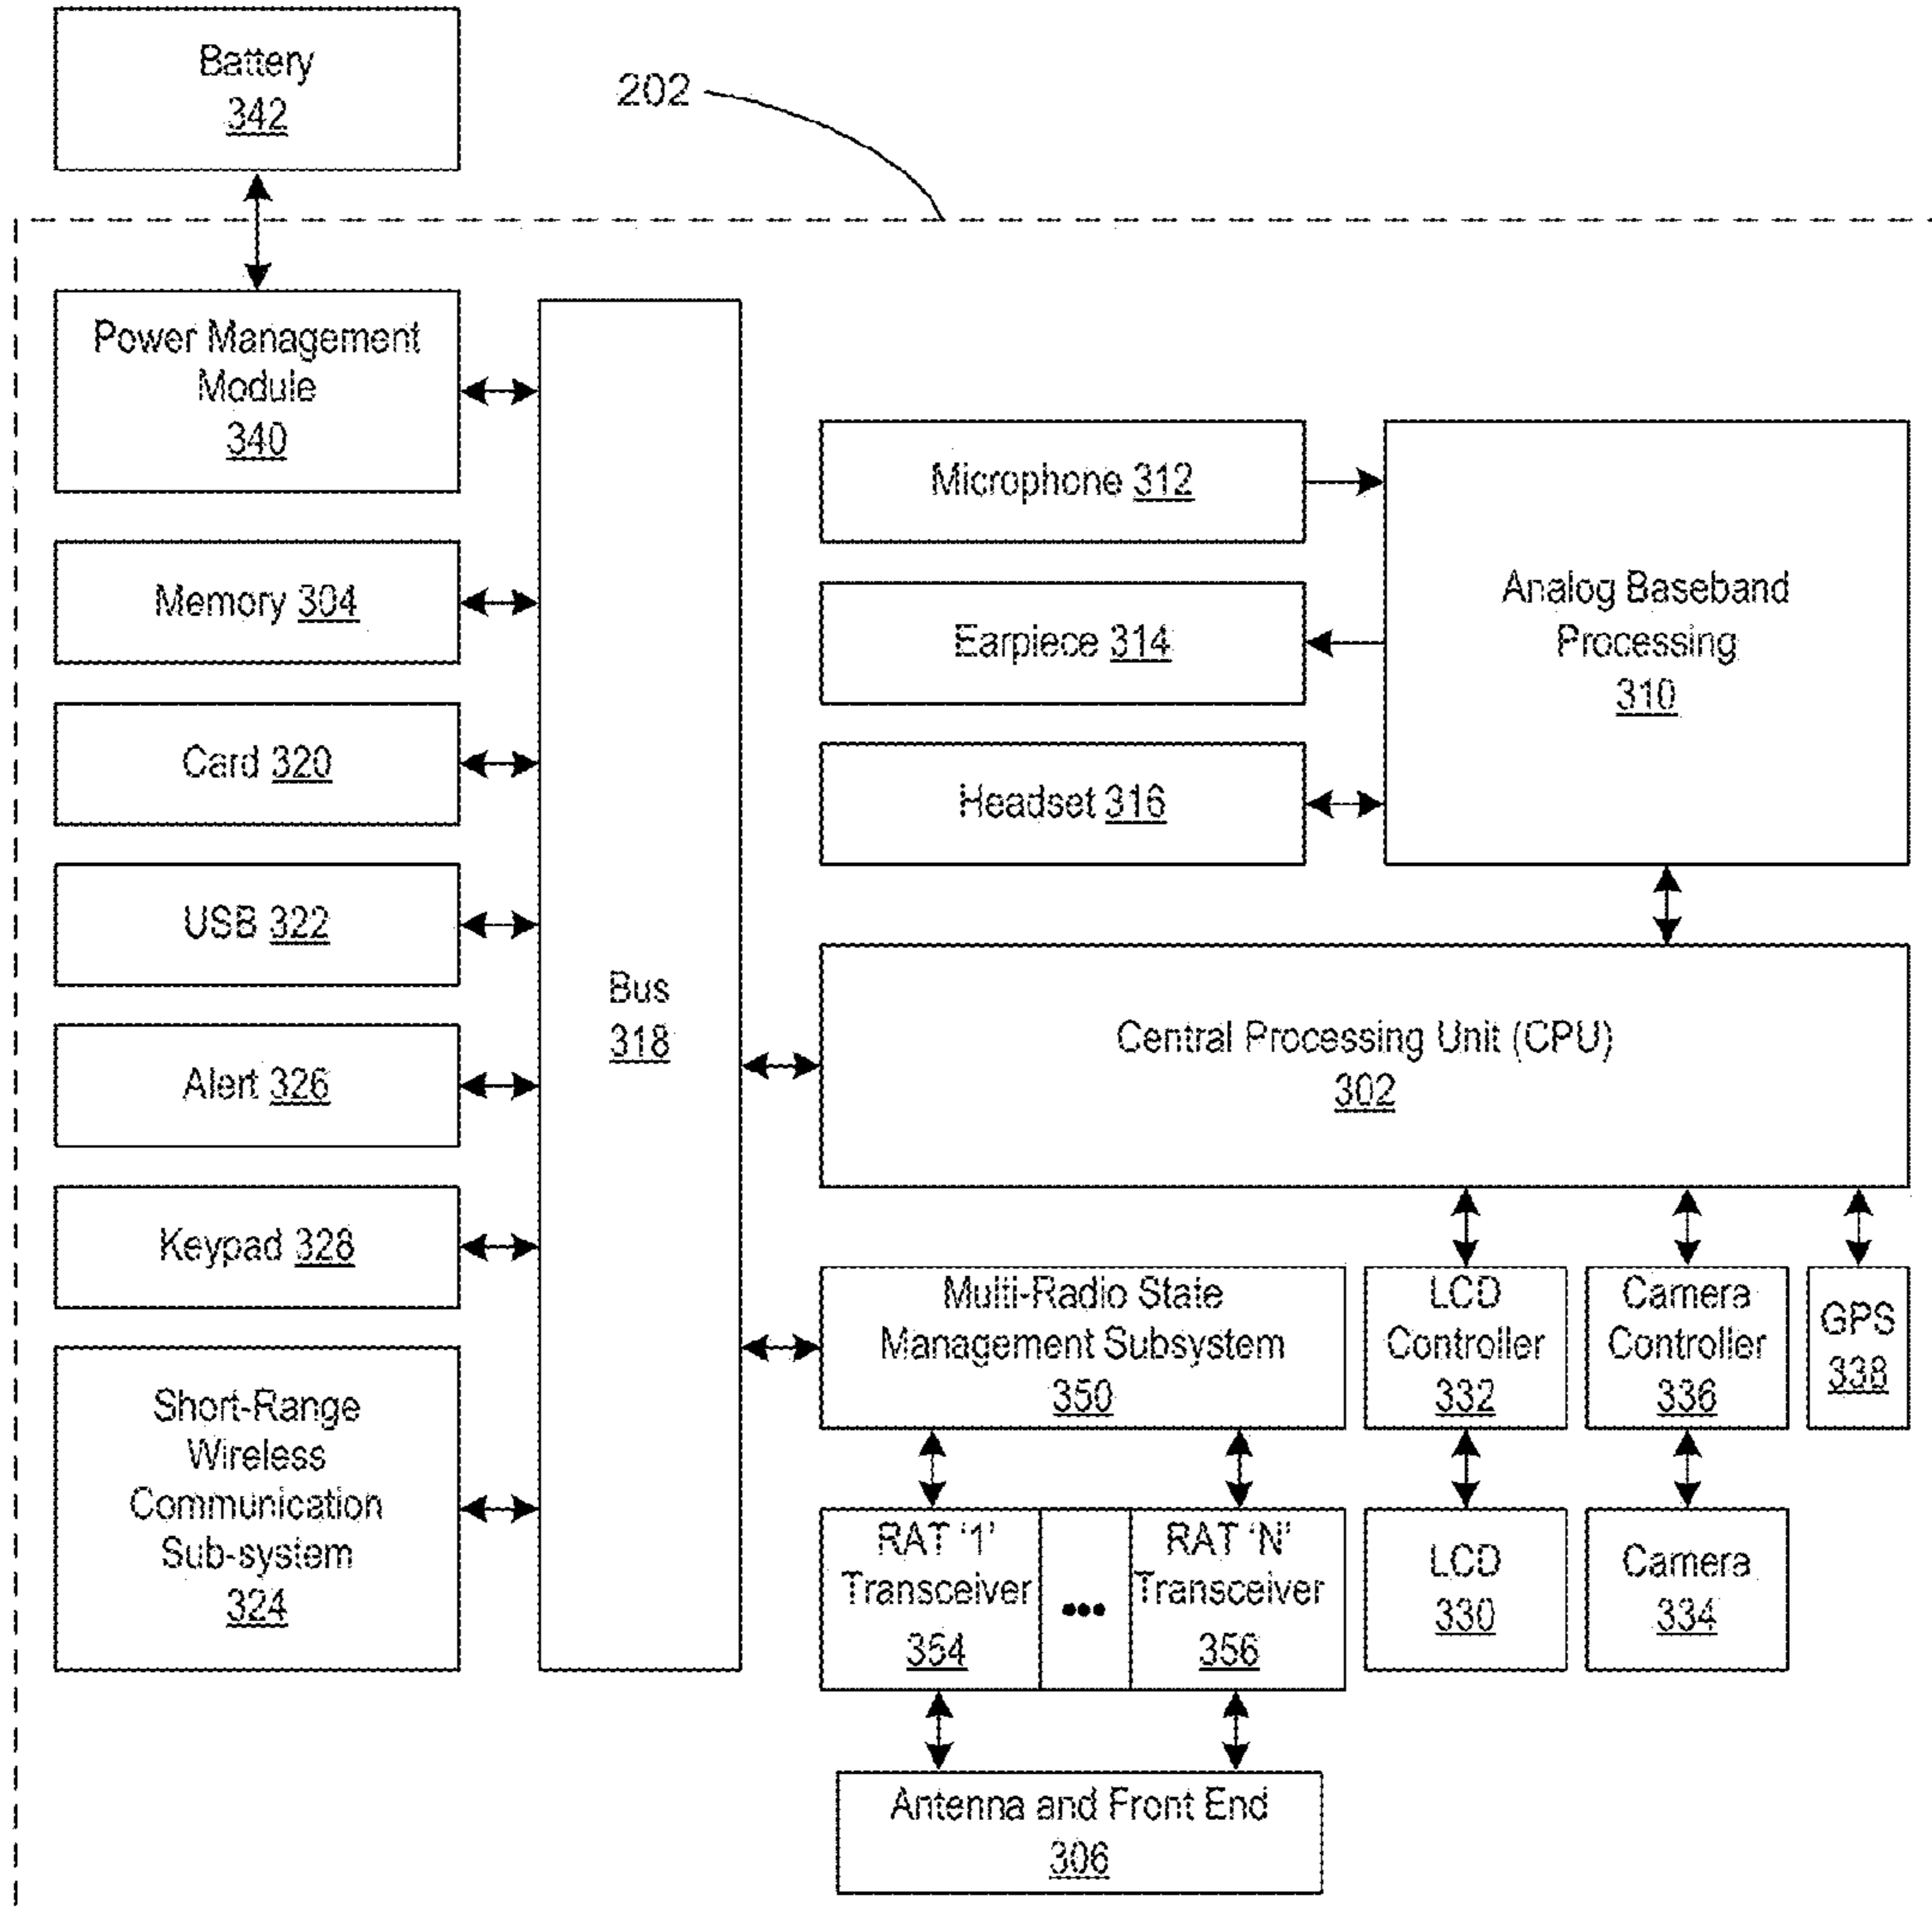 Battery
342
202
Power Management
Module
340
Memory 304
Card 320
USB 322
Alert 326
Keypad 328
Short-Range
Wireless
Communication
Sub-system
324
Bus
318
Microphone 312
Earpiece 314
Headset 316
Analog Baseband
Processing
310
Central Processing Unit (CPU)
302
Multi-Radio State
Management Subsystem
350
LCD
Controller
332
Camera
Controller
336
GPS
338
RAT '1'
Transceiver
354
•••
RAT 'N'
Transceiver
356
LCD
330
Camera
334
Antenna and Front End
306